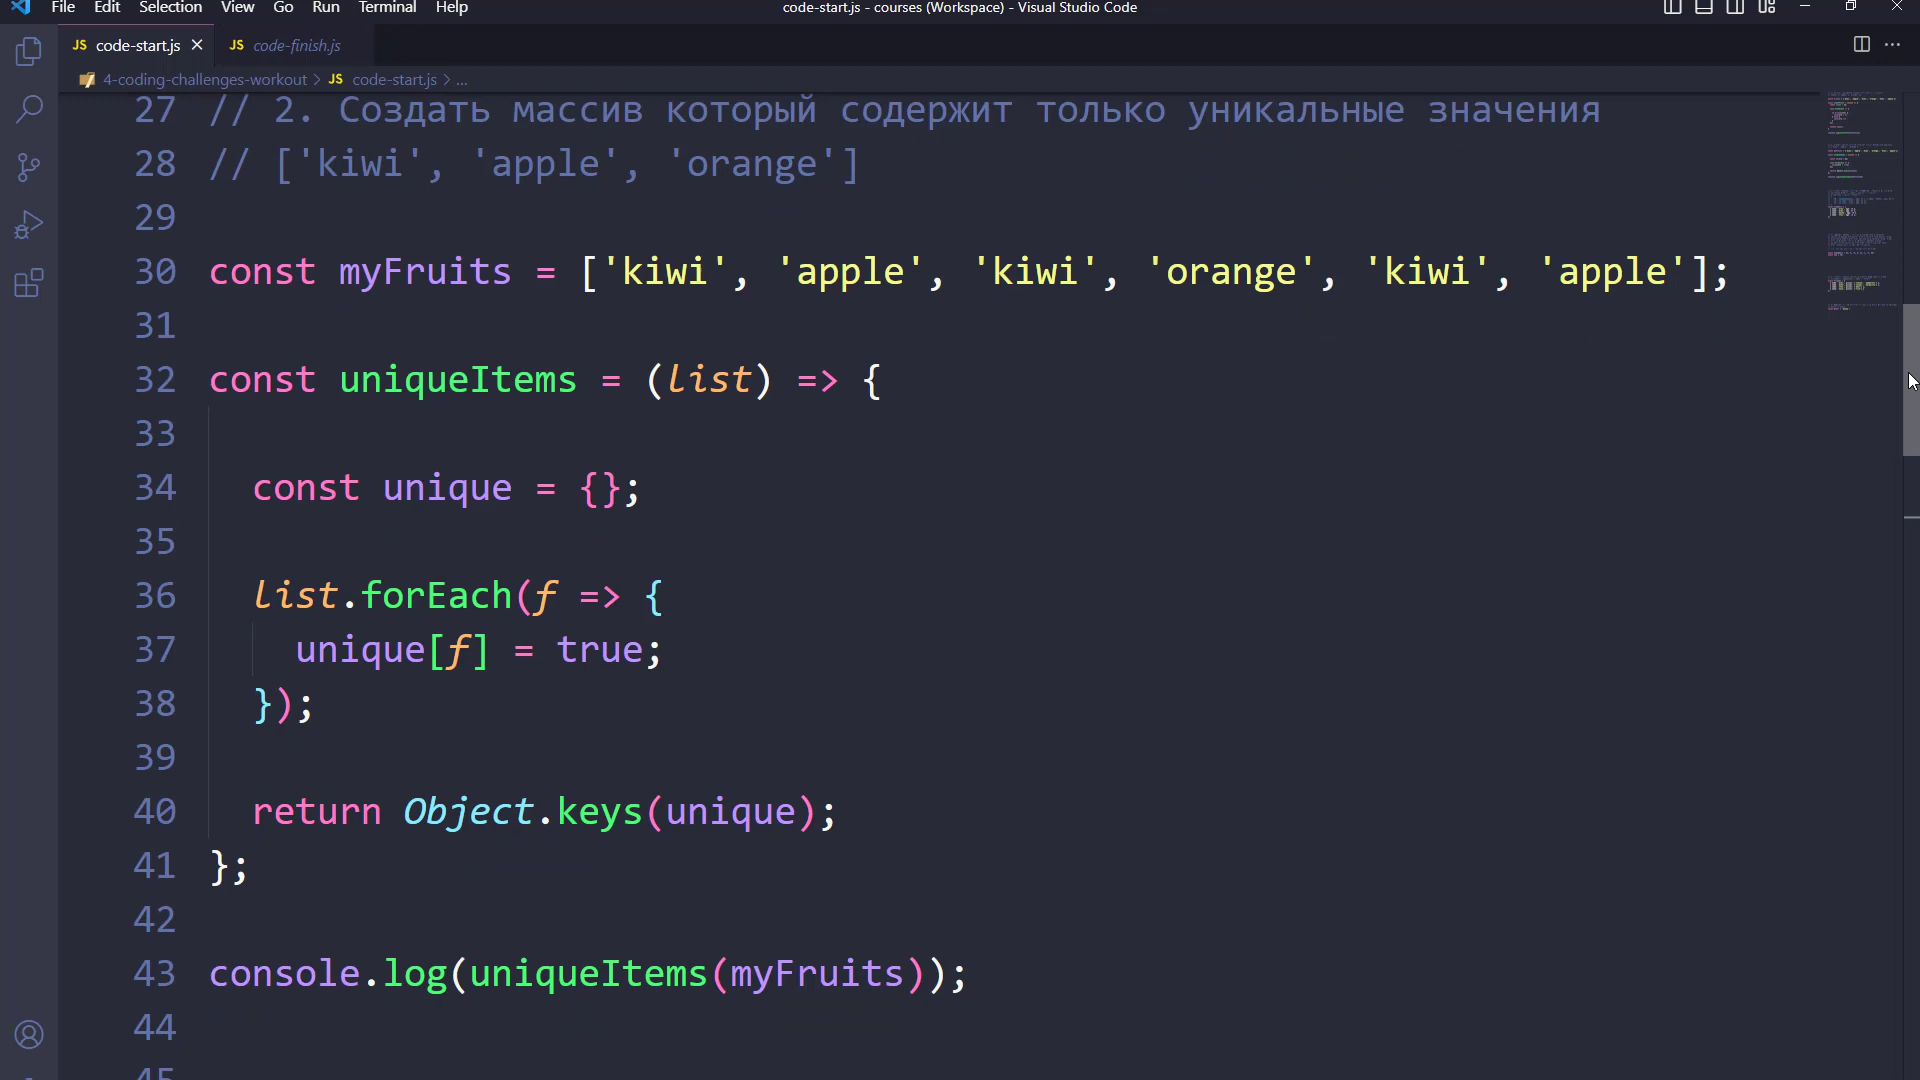 File Edit Selection View Go Run Terminal Help
code-start.js - courses (Workspace) - Visual Studio Code
JS code-start.js JS code-finish.js
4-coding-challenges-workout > JS code-start.js > ...
27 // 2. Создать массив который содержит только уникальные значения
28 // ['kiwi', 'apple', 'orange']
29
30 const myFruits = ['kiwi', 'apple', 'kiwi', 'orange', 'kiwi', 'apple'];
31
32 const uniqueItems = (list) => {
33
34 const unique = {};
35
36 list.forEach(f => {
37 unique[f] = true;
38 });
39
40 return Object.keys(unique);
41 };
42
43 console.log(uniqueItems(myFruits));
44
45